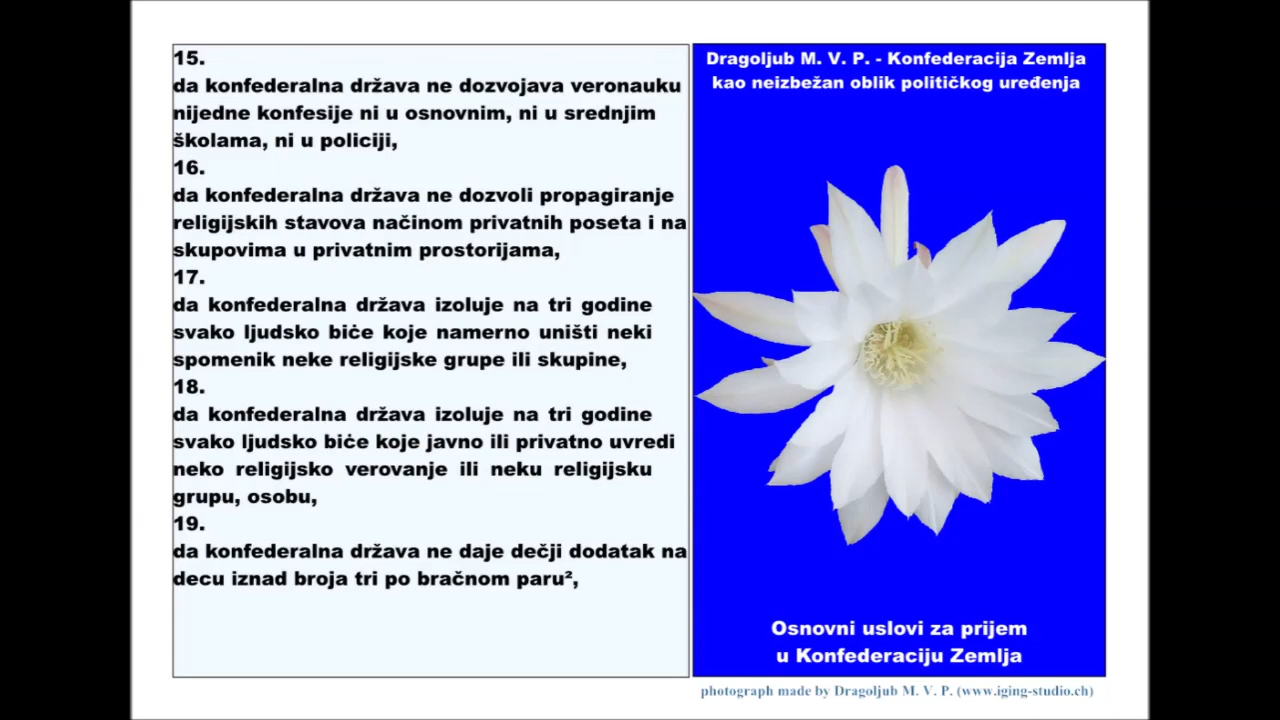 15.
da konfederalna država ne dozvojava veronauku
nijedne konfesije ni u osnovnim, ni u srednjim
školama, ni u policiji,
16.
da konfederalna država ne dozvoli propagiranje
religijskih stavova načinom privatnih poseta i na
skupovima u privatnim prostorijama,
17.
da konfederalna država izoluje na tri godine
svako ljudsko biće koje namerno uništi neki
spomenik neke religijske grupe ili skupine,
18.
da konfederalna država izoluje na tri godine
svako ljudsko biće koje javno ili privatno uvredi
neko religijsko verovanje ili neku religijsku
grupu, osobu,
19.
da konfederalna država ne daje dečji dodatak na
decu iznad broja tri po bračnom paru²,
Dragoljub M. V. P. - Konfederacija Zemlja
kao neizbežan oblik političkog uređenja
Osnovni uslovi za prijem
u Konfederaciju Zemlja
photograph made by Dragoljub M. V. P. (www.iging-studio.ch)